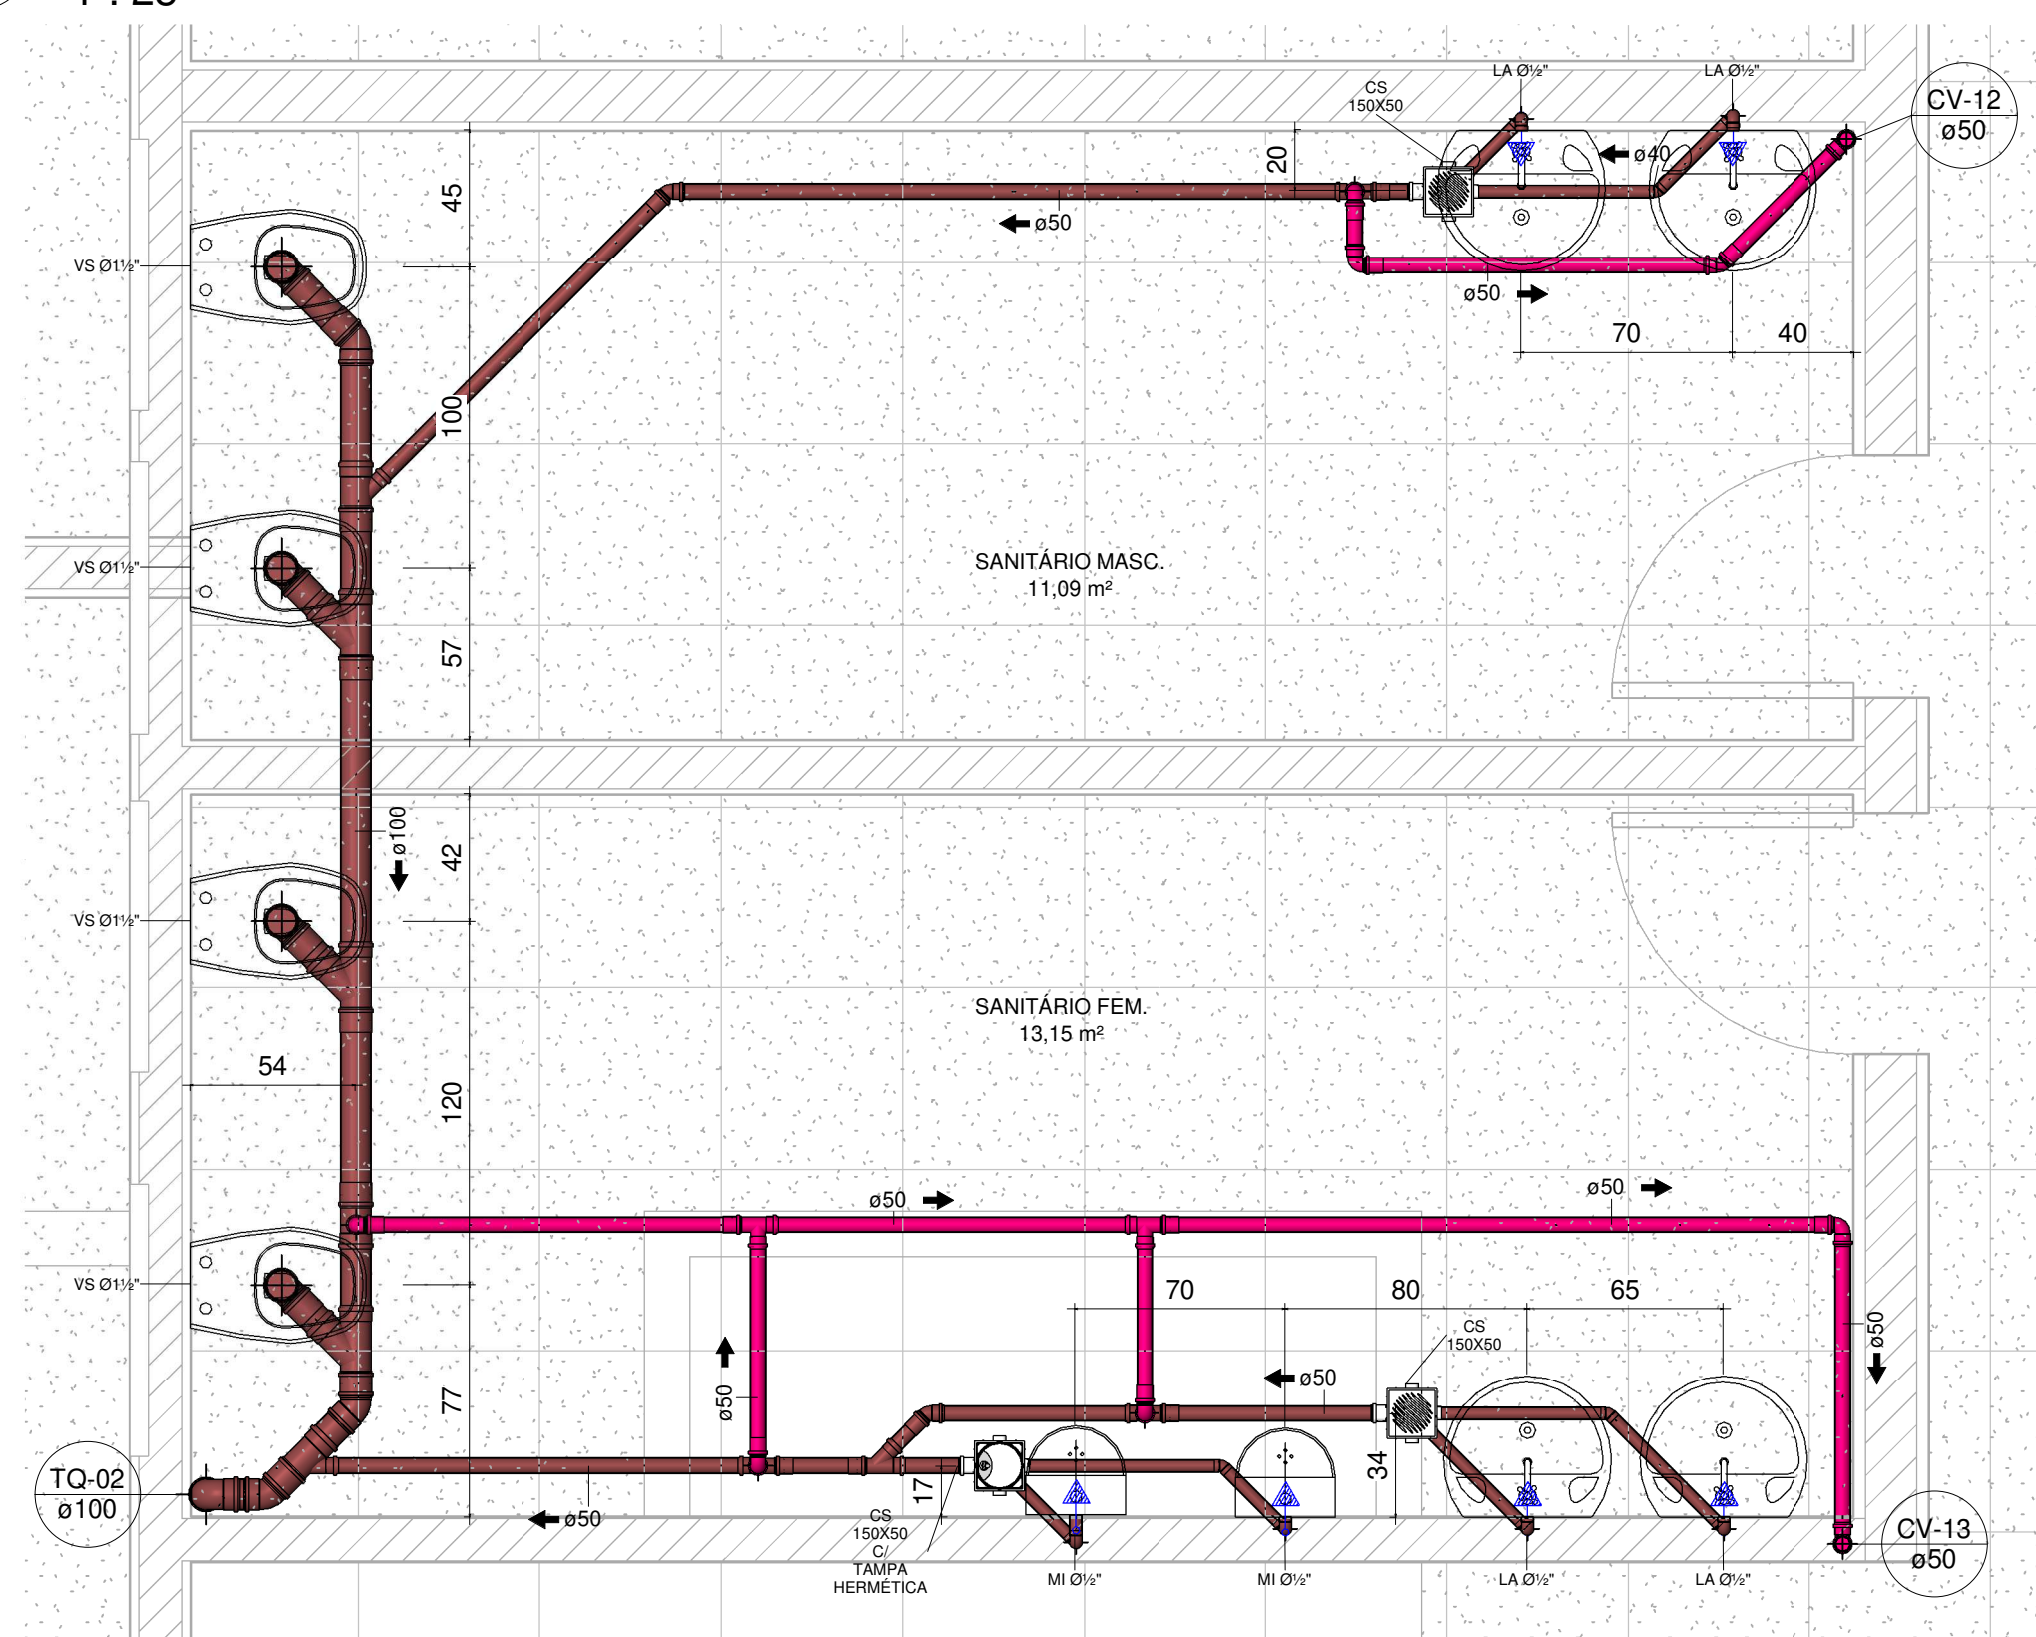 LA Ø½"
LA Ø½"
CS
150X50
CV-12
ø50
20
ø40
45
ø50
VS Ø1½"
ø50
70
40
100
SANITÁRIO MASC.
11,09 m²
VS Ø1½"
57
ø100
42
VS Ø1½"
SANITÁRIO FEM.
13,15 m²
54
120
ø50
ø50
VS Ø1½"
70
80
65
CS
150X50
ø50
ø50
ø50
77
34
TQ-02
ø100
17
ø50
CS
150X50
C/
TAMPA
HERMÉTICA
MI Ø½"
MI Ø½"
LA Ø½"
LA Ø½"
CV-13
ø50